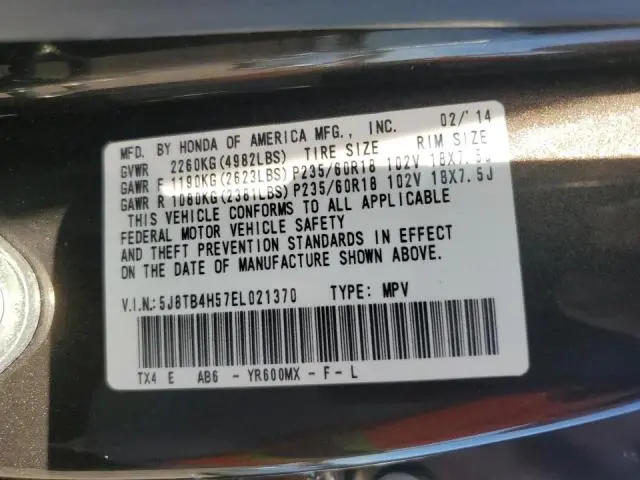 MFD. BY HONDA OF AMERICA MFG., INC. 02/'14
GVWR 2260KG(4982LBS) TIRE SIZE RIM SIZE
GAWR F 1190KG(2623LBS) P235/60R18 102V 18X7.5J
GAWR R 1080KG(2381LBS) P235/60R18 102V 18X7.5J
THIS VEHICLE CONFORMS TO ALL APPLICABLE
FEDERAL MOTOR VEHICLE SAFETY
AND THEFT PREVENTION STANDARDS IN EFFECT
ON THE DATE OF MANUFACTURE SHOWN ABOVE.
V.I.N.: 5J8TB4H57EL021370 TYPE: MPV
TX4 E AB6 - YR600MX - F - L